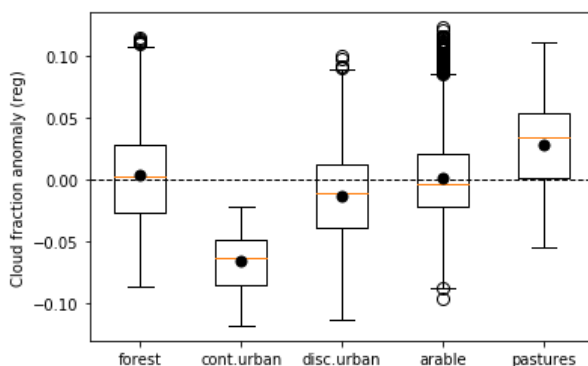 Cloud fraction anomaly (reg)
0.10
0.05
0.00
−0.05
−0.10
forest cont.urban disc.urban arable pastures